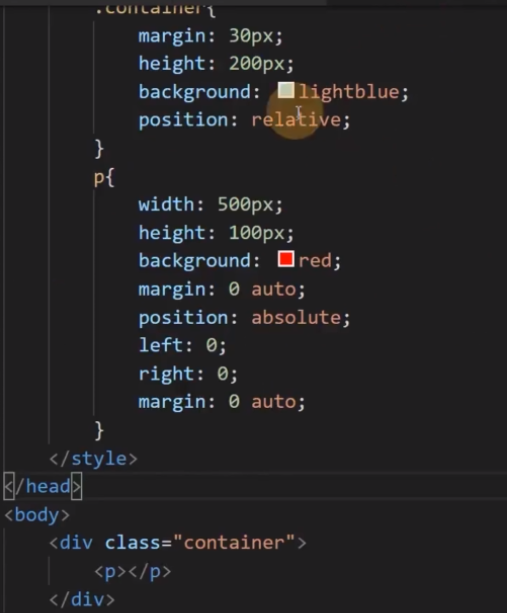 .container{
margin: 30px;
height: 200px;
background: lightblue;
position: relative;
}
p{
width: 500px;
height: 100px;
background: red;
margin: 0 auto;
position: absolute;
left: 0;
right: 0;
margin: 0 auto;
}
</style>
</head>
<body>
<div class="container">
<p></p>
</div>